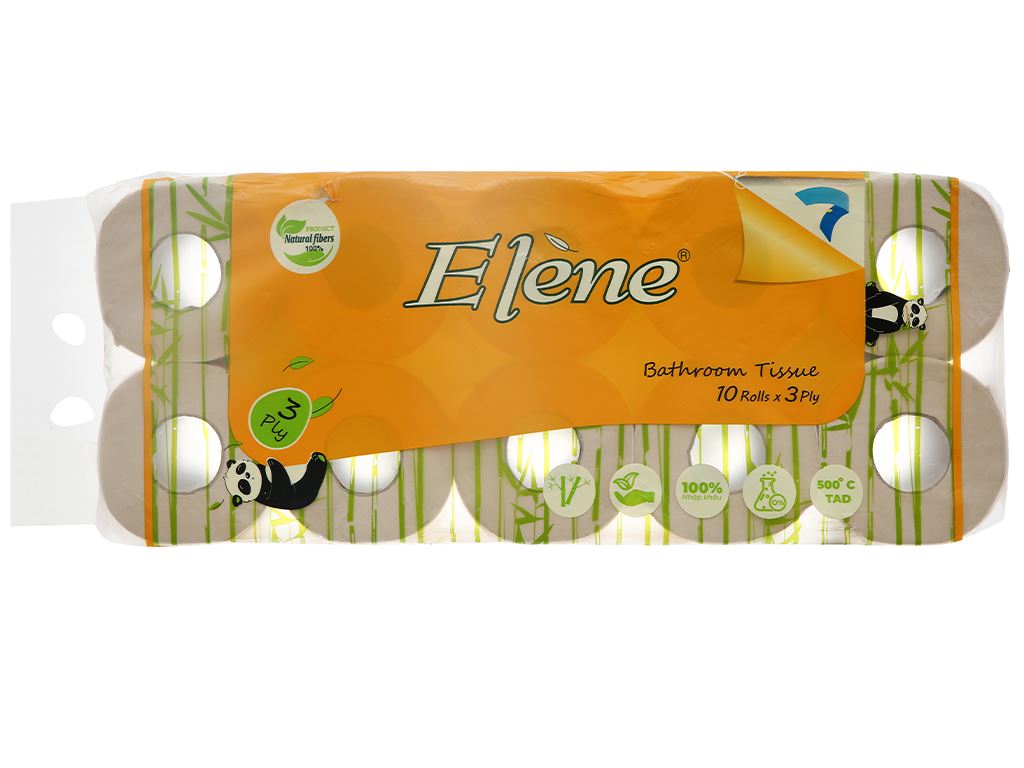 PRODUCT
Natural fibers
100%
Elene®
Bathroom Tissue
10 Rolls x 3 Ply
3
Ply
100%
Nhập khẩu
0%
500°C
TAD